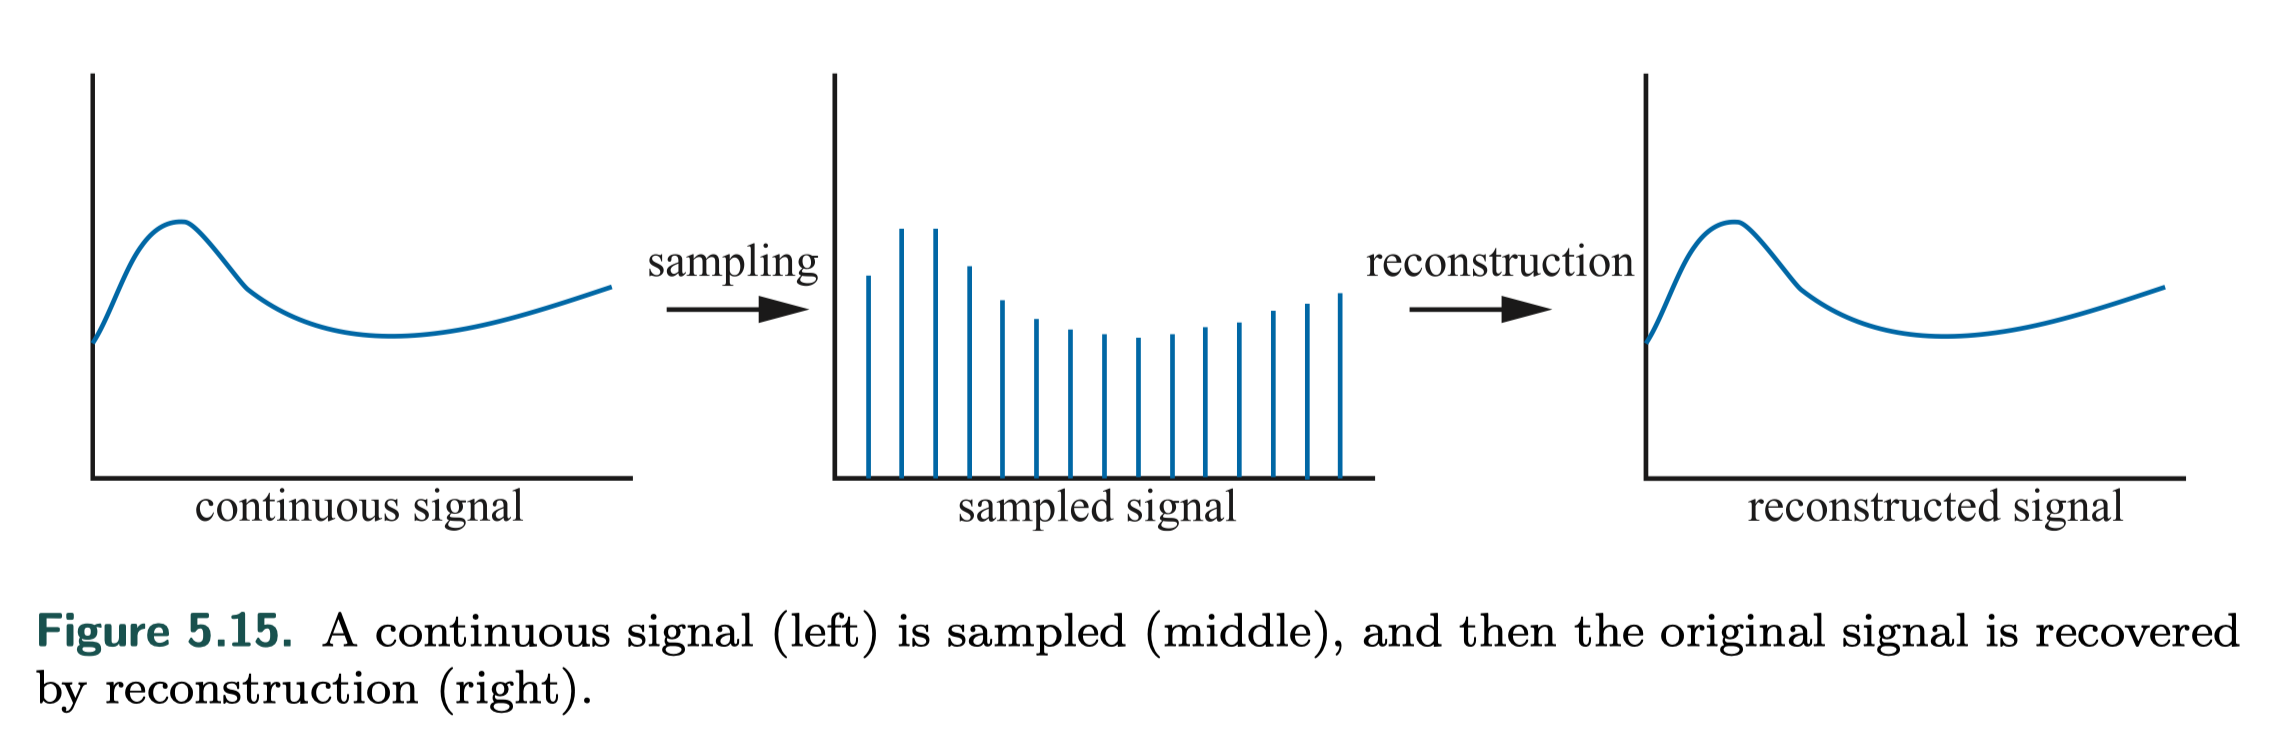 sampling
reconstruction
continuous signal
sampled signal
reconstructed signal
Figure 5.15. A continuous signal (left) is sampled (middle), and then the original signal is recovered
by reconstruction (right).